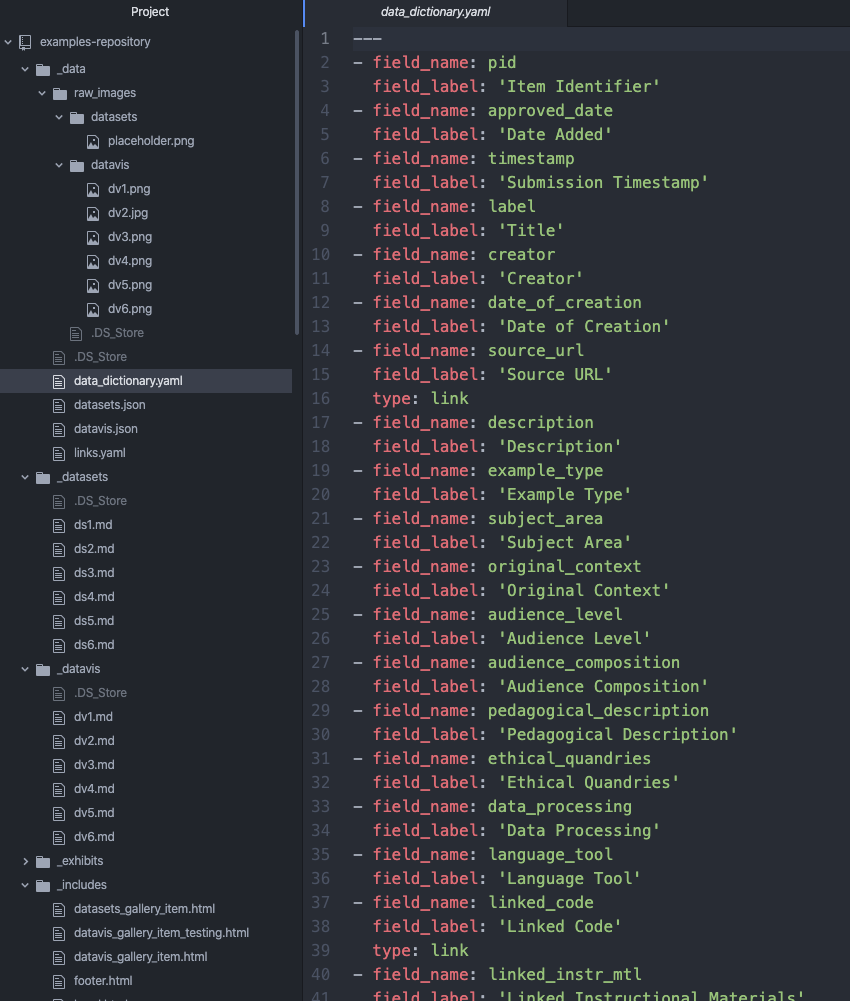 Project
examples-repository
_data
raw_images
datasets
placeholder.png
datavis
dv1.png
dv2.jpg
dv3.png
dv4.png
dv5.png
dv6.png
.DS_Store
.DS_Store
data_dictionary.yaml
datasets.json
datavis.json
links.yaml
_datasets
.DS_Store
ds1.md
ds2.md
ds3.md
ds4.md
ds5.md
ds6.md
_datavis
.DS_Store
dv1.md
dv2.md
dv3.md
dv4.md
dv5.md
dv6.md
_exhibits
_includes
datasets_gallery_item.html
datavis_gallery_item_testing.html
datavis_gallery_item.html
footer.html
data_dictionary.yaml
1 ---
2 - field_name: pid
3 field_label: 'Item Identifier'
4 - field_name: approved_date
5 field_label: 'Date Added'
6 - field_name: timestamp
7 field_label: 'Submission Timestamp'
8 - field_name: label
9 field_label: 'Title'
10 - field_name: creator
11 field_label: 'Creator'
12 - field_name: date_of_creation
13 field_label: 'Date of Creation'
14 - field_name: source_url
15 field_label: 'Source URL'
16 type: link
17 - field_name: description
18 field_label: 'Description'
19 - field_name: example_type
20 field_label: 'Example Type'
21 - field_name: subject_area
22 field_label: 'Subject Area'
23 - field_name: original_context
24 field_label: 'Original Context'
25 - field_name: audience_level
26 field_label: 'Audience Level'
27 - field_name: audience_composition
28 field_label: 'Audience Composition'
29 - field_name: pedagogical_description
30 field_label: 'Pedagogical Description'
31 - field_name: ethical_quandries
32 field_label: 'Ethical Quandries'
33 - field_name: data_processing
34 field_label: 'Data Processing'
35 - field_name: language_tool
36 field_label: 'Language Tool'
37 - field_name: linked_code
38 field_label: 'Linked Code'
39 type: link
40 - field_name: linked_instr_mtl
41 field_label: 'Linked Instructional Materials'